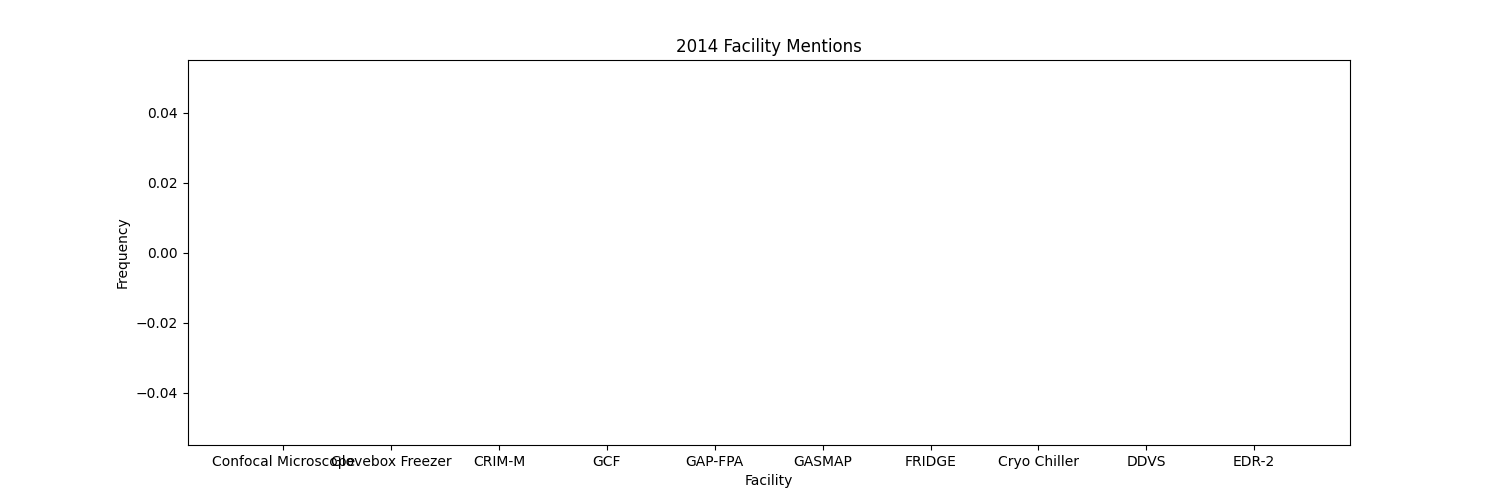 2014 Facility Mentions
0.04
0.02
0.00
−0.02
−0.04
Frequency
Confocal Microscope Glovebox Freezer CRIM-M GCF GAP-FPA GASMAP FRIDGE Cryo Chiller DDVS EDR-2
Facility